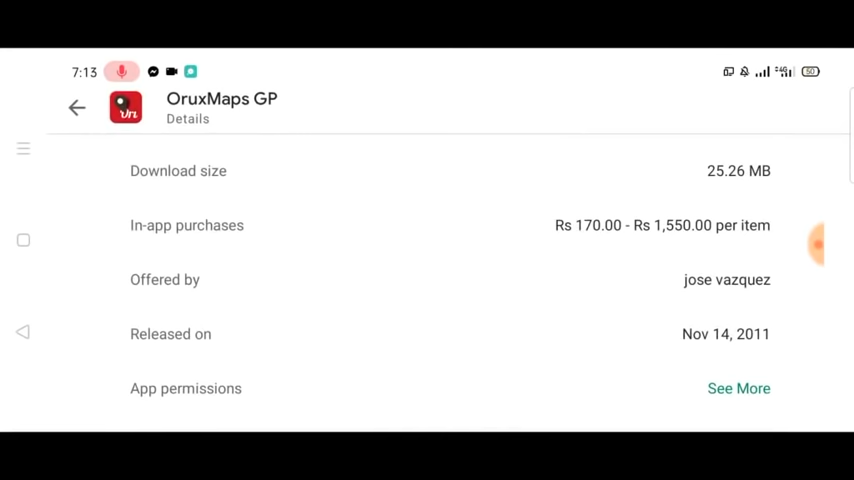 7:13
50
OruxMaps GP
Details
Download size 25.26 MB
In-app purchases Rs 170.00 - Rs 1,550.00 per item
Offered by jose vazquez
Released on Nov 14, 2011
App permissions See More